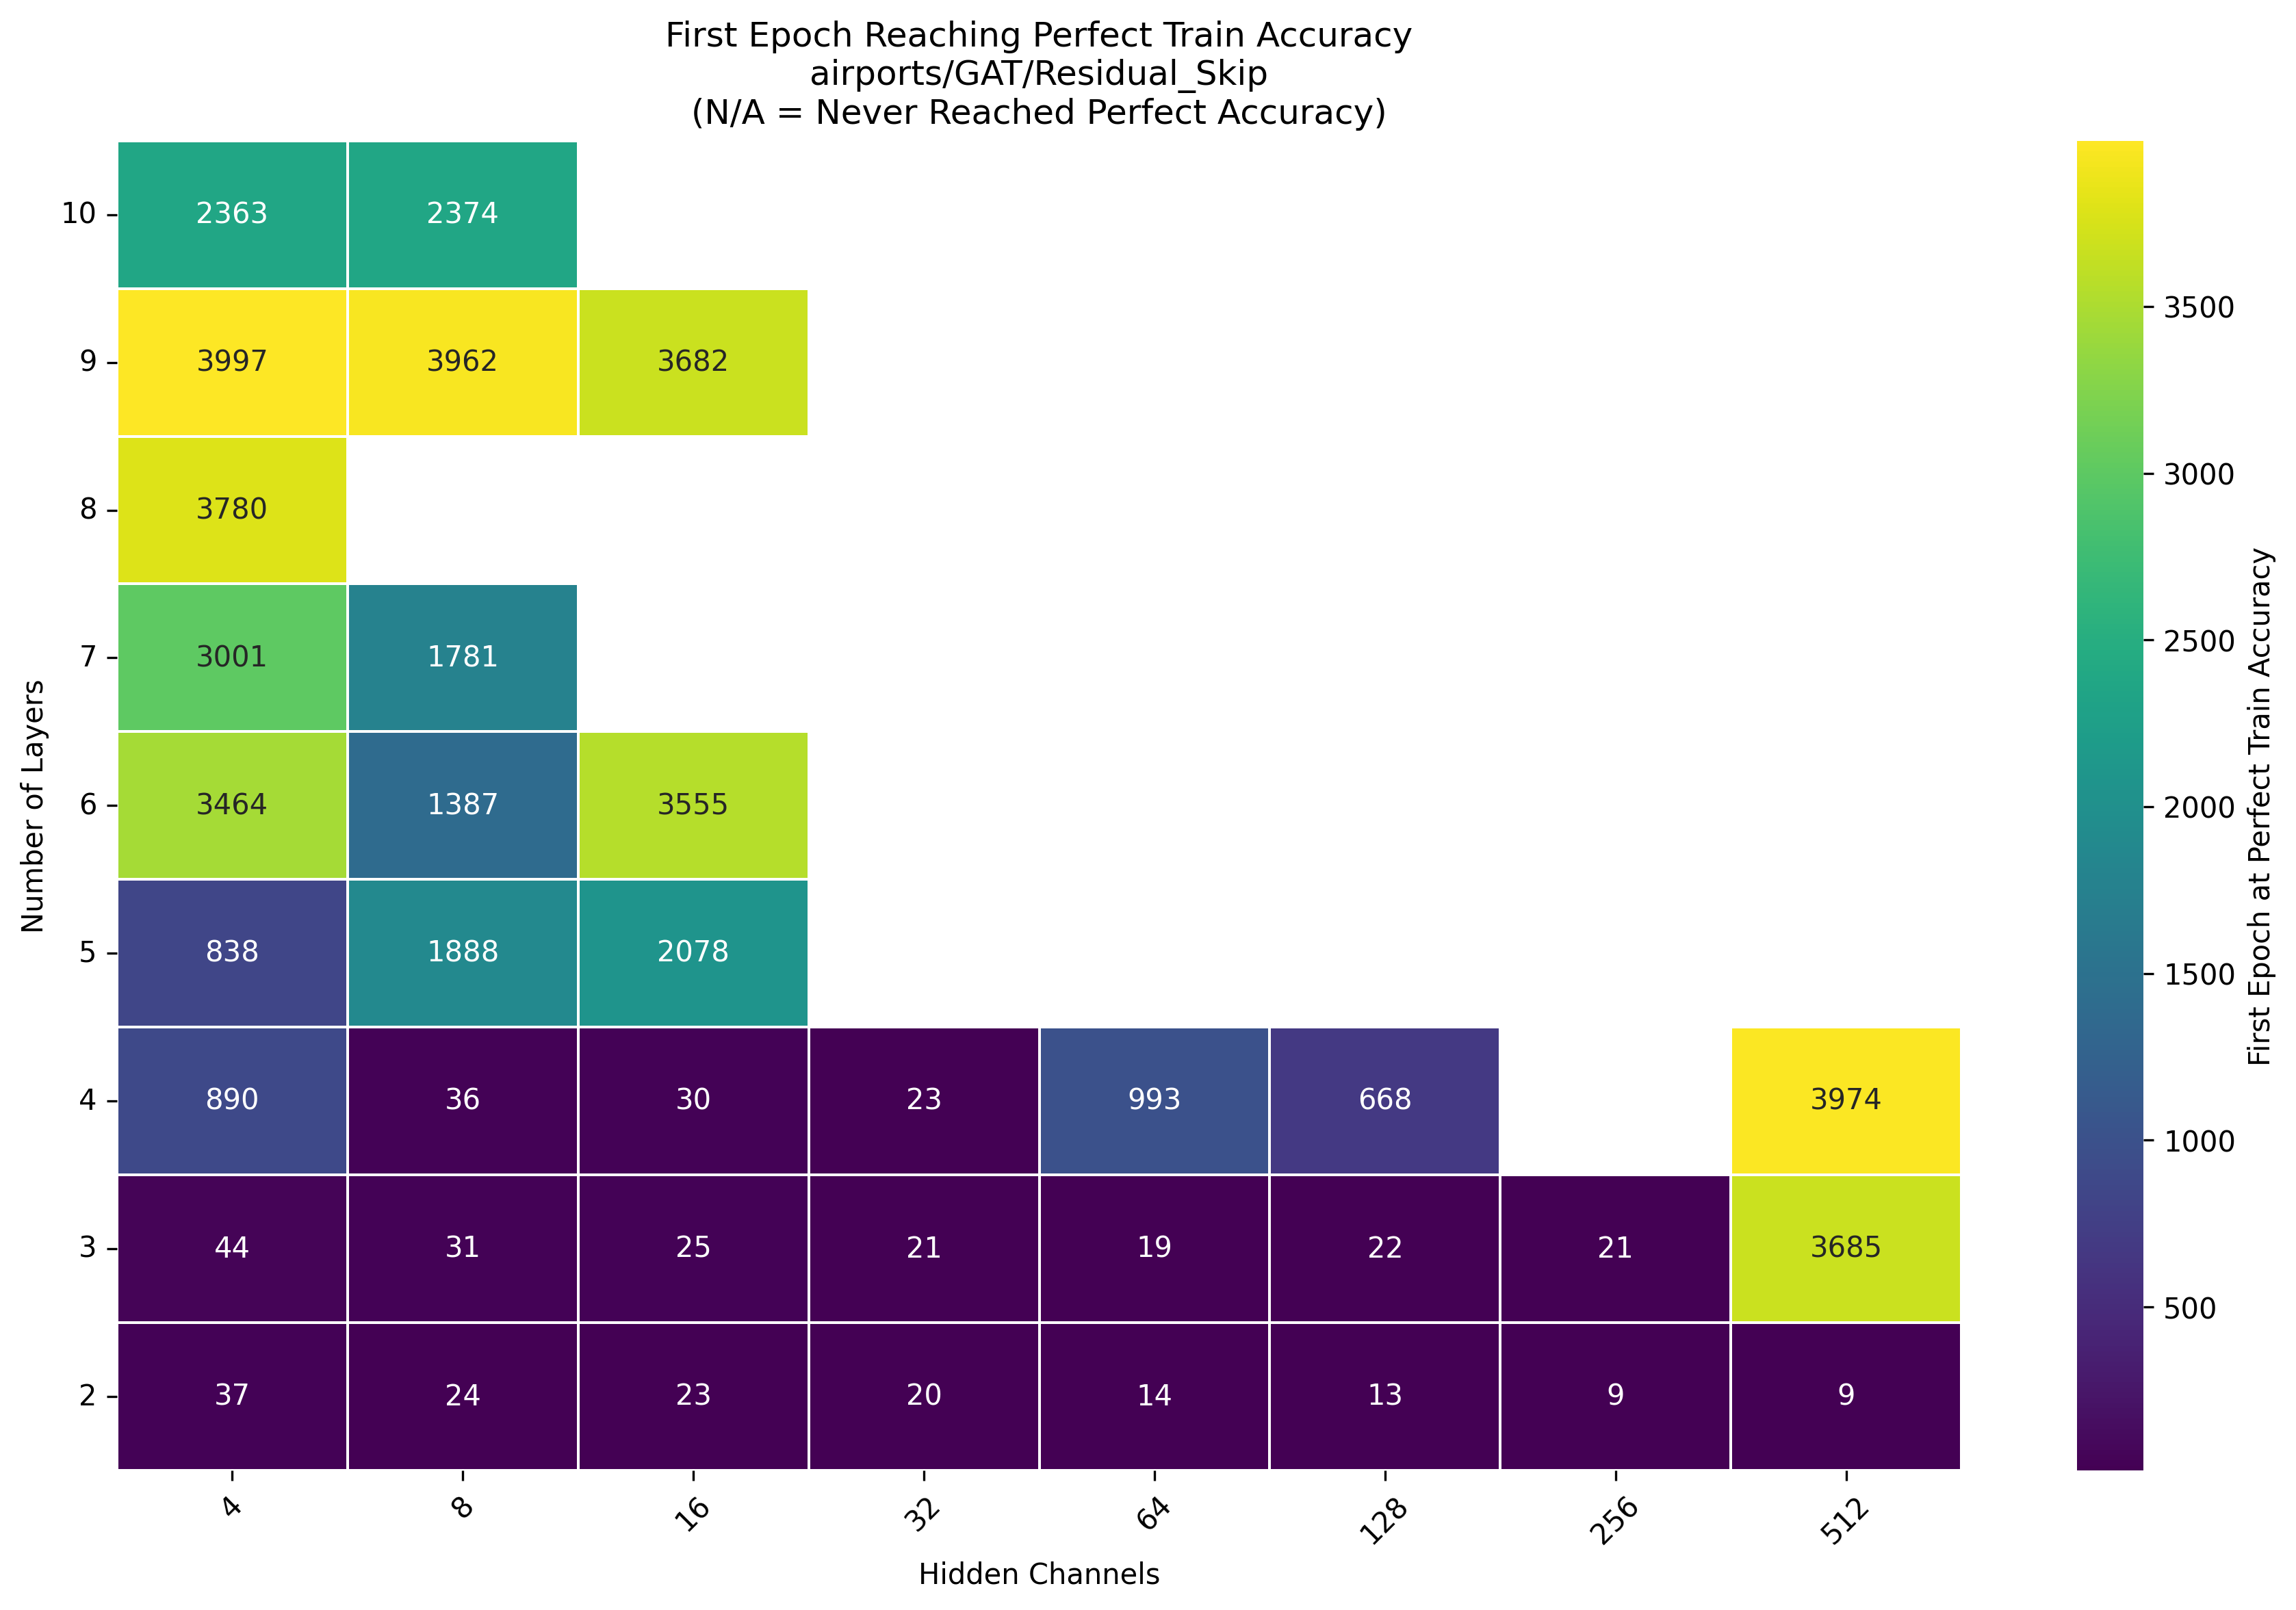 First Epoch Reaching Perfect Train Accuracy
airports/GAT/Residual_Skip
(N/A = Never Reached Perfect Accuracy)
Number of Layers
10 2363 2374
9 3997 3962 3682
8 3780
7 3001 1781
6 3464 1387 3555
5 838 1888 2078
4 890 36 30 23 993 668 3974
3 44 31 25 21 19 22 21 3685
2 37 24 23 20 14 13 9 9
4 8 16 32 64 128 256 512
Hidden Channels
3500
3000
2500
2000
1500
1000
500
First Epoch at Perfect Train Accuracy